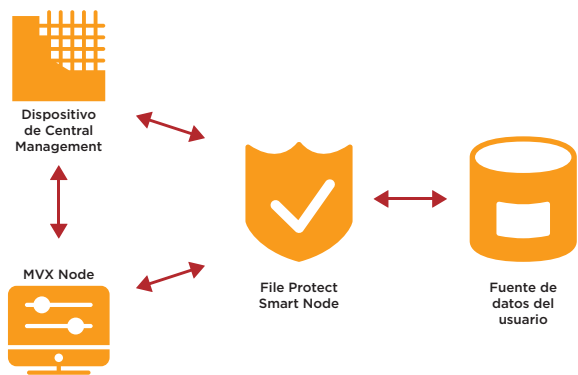 Dispositivo
de Central
Management
MVX Node
File Protect
Smart Node
Fuente de
datos del
usuario